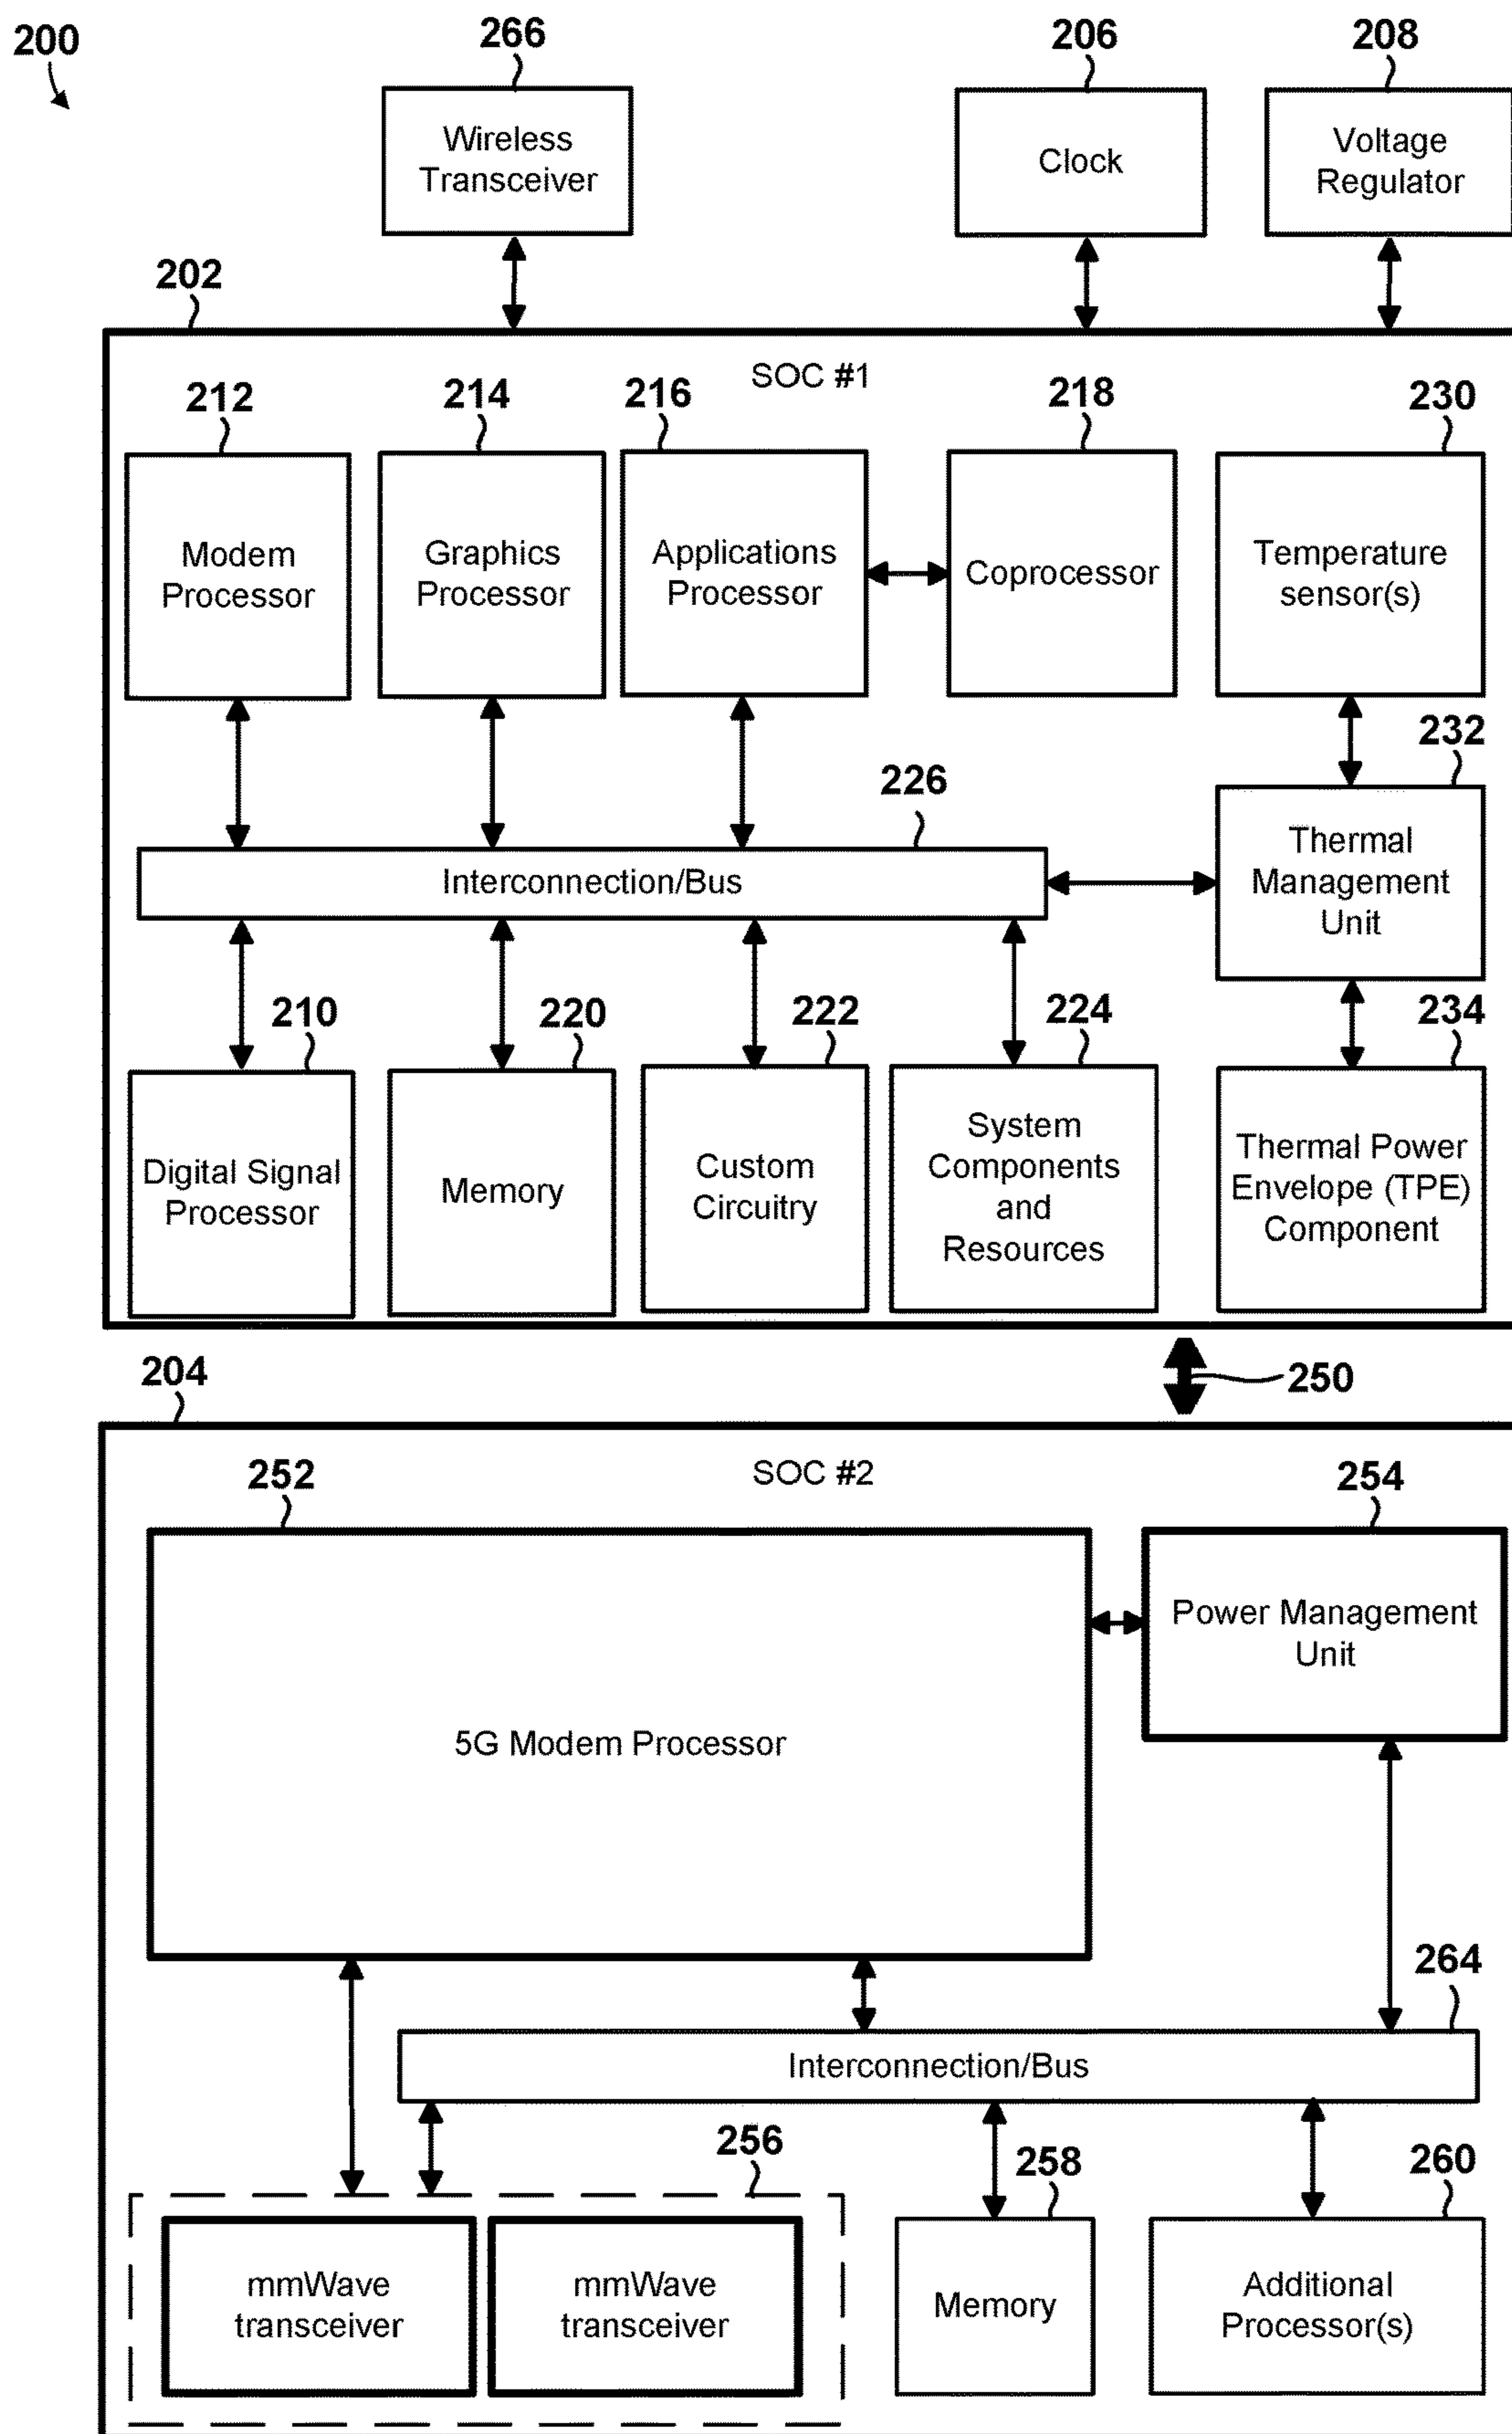 200
266
206
208
Wireless
Transceiver
Clock
Voltage
Regulator
202
SOC #1
212
214
216
218
230
Modem
Processor
Graphics
Processor
Applications
Processor
Coprocessor
Temperature
sensor(s)
232
226
Interconnection/Bus
Thermal
Management
Unit
210
220
222
224
234
Digital Signal
Processor
Memory
Custom
Circuitry
System
Components
and
Resources
Thermal Power
Envelope (TPE)
Component
204
250
SOC #2
252
254
5G Modem Processor
Power Management
Unit
264
Interconnection/Bus
256
258
260
mmWave
transceiver
mmWave
transceiver
Memory
Additional
Processor(s)